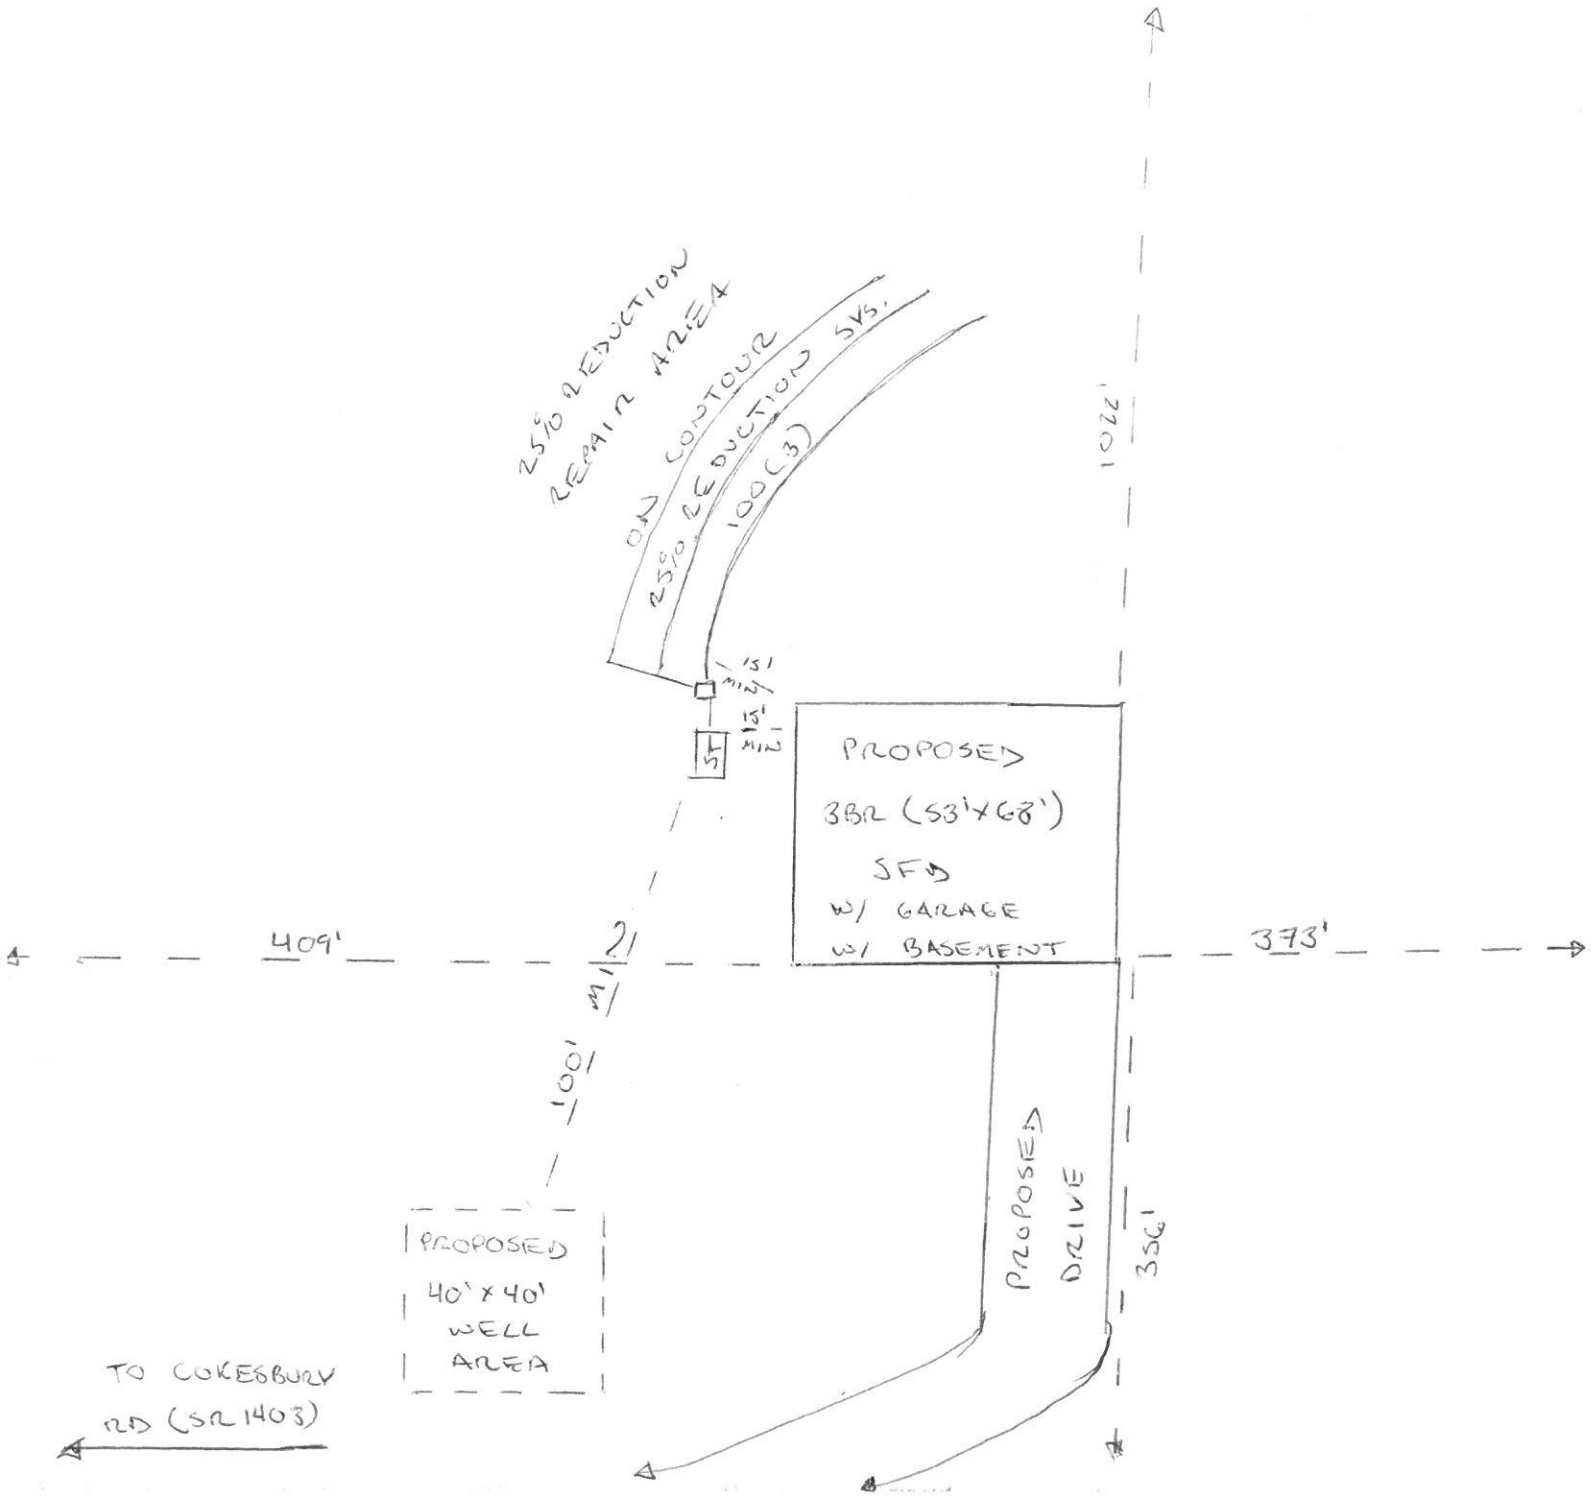 1022'
25% REDUCTION
REPAIR AREA
ON CONTOUR
25% REDUCTION SYS.
100(3)
15'
MIN
15'
MIN
ST
PROPOSED
3BR (53'X68')
SFD
W/ GARAGE
W/ BASEMENT
409'
373'
100' MIN
PROPOSED
DRIVE
356'
PROPOSED
40'X40'
WELL
AREA
TO COKESBURY
RD (SR1403)